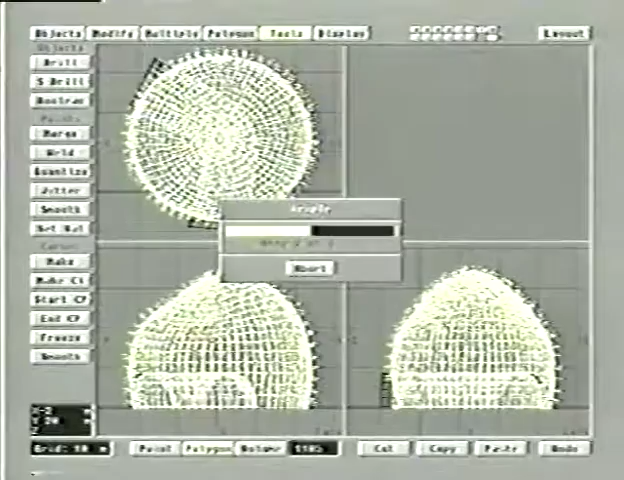 Objects Modify Multiply Polygon Tools Display Layout
Objects
Drill
S Drill
Boolean
Points
Merge
Weld
Quantize
Jitter
Smooth
Set Val
Curves
Make
Make Cl
Start CP
End CP
Freeze
Smooth
Abort
Grid: 10 m Point Polygon Volume Cut Copy Paste Undo